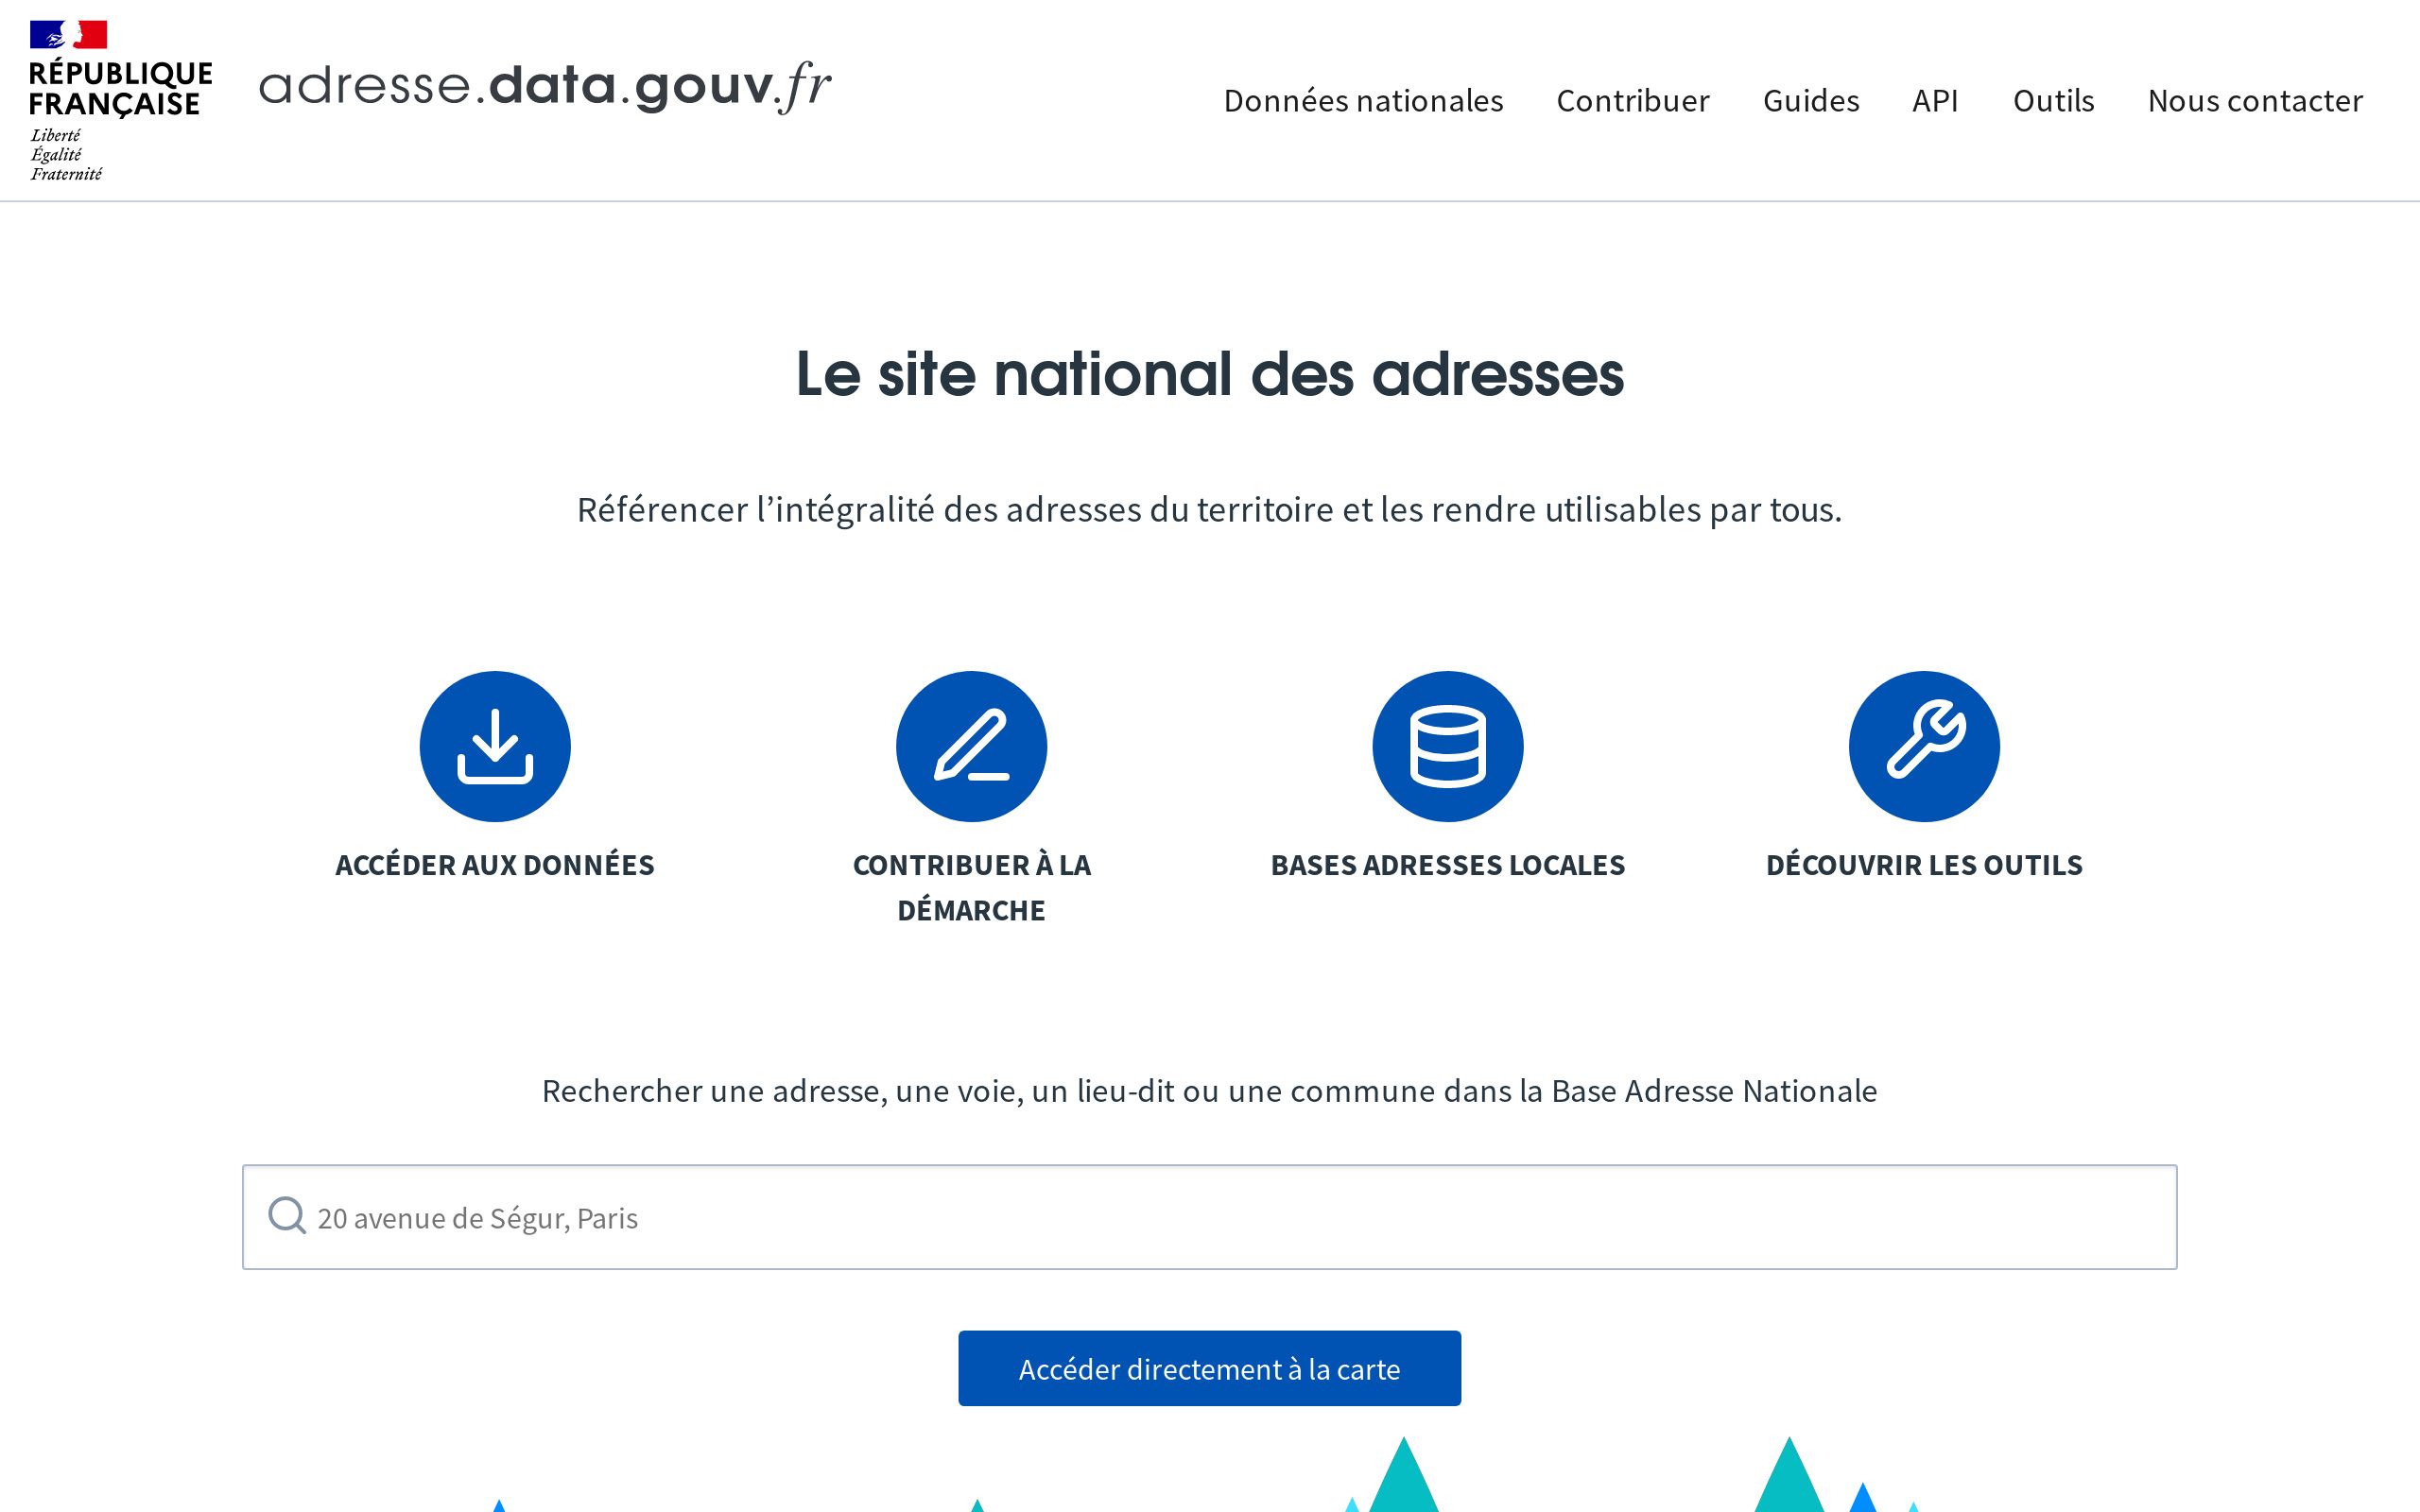 RÉPUBLIQUE
FRANÇAISE
Liberté
Égalité
Fraternité
adresse.data.gouv.fr
Données nationales
Contribuer
Guides
API
Outils
Nous contacter
Le site national des adresses
Référencer l’intégralité des adresses du territoire et les rendre utilisables par tous.
ACCÉDER AUX DONNÉES
CONTRIBUER À LA
DÉMARCHE
BASES ADRESSES LOCALES
DÉCOUVRIR LES OUTILS
Rechercher une adresse, une voie, un lieu-dit ou une commune dans la Base Adresse Nationale
20 avenue de Ségur, Paris
Accéder directement à la carte